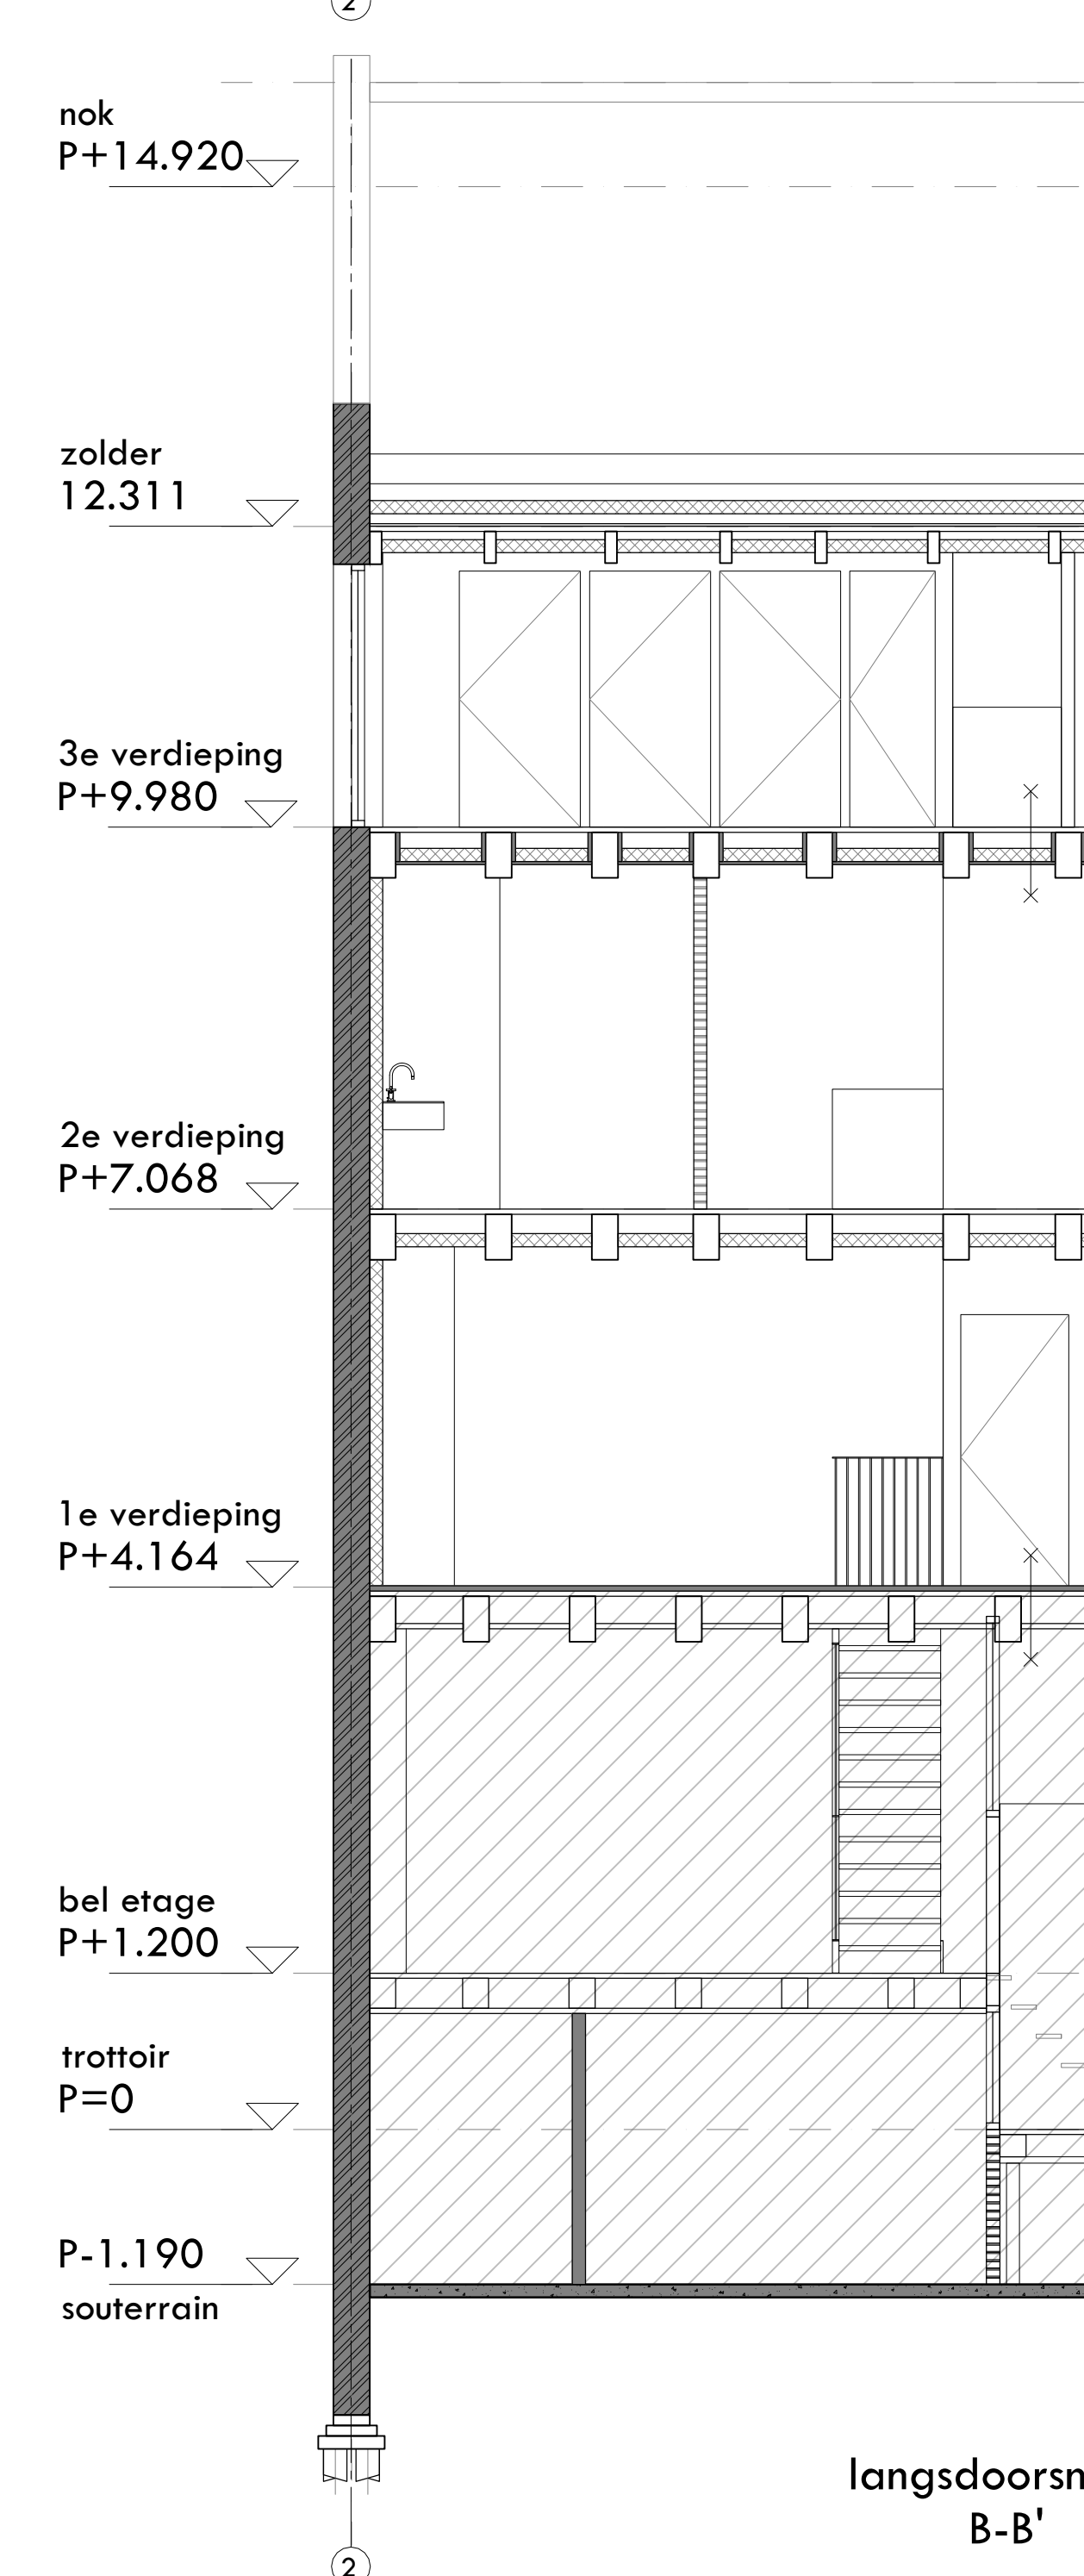 2
nok
P+14.920
zolder
12.311
3e verdieping
P+9.980
2e verdieping
P+7.068
1e verdieping
P+4.164
bel etage
P+1.200
trottoir
P=0
P-1.190
souterrain
langsdoorsn
B-B'
2